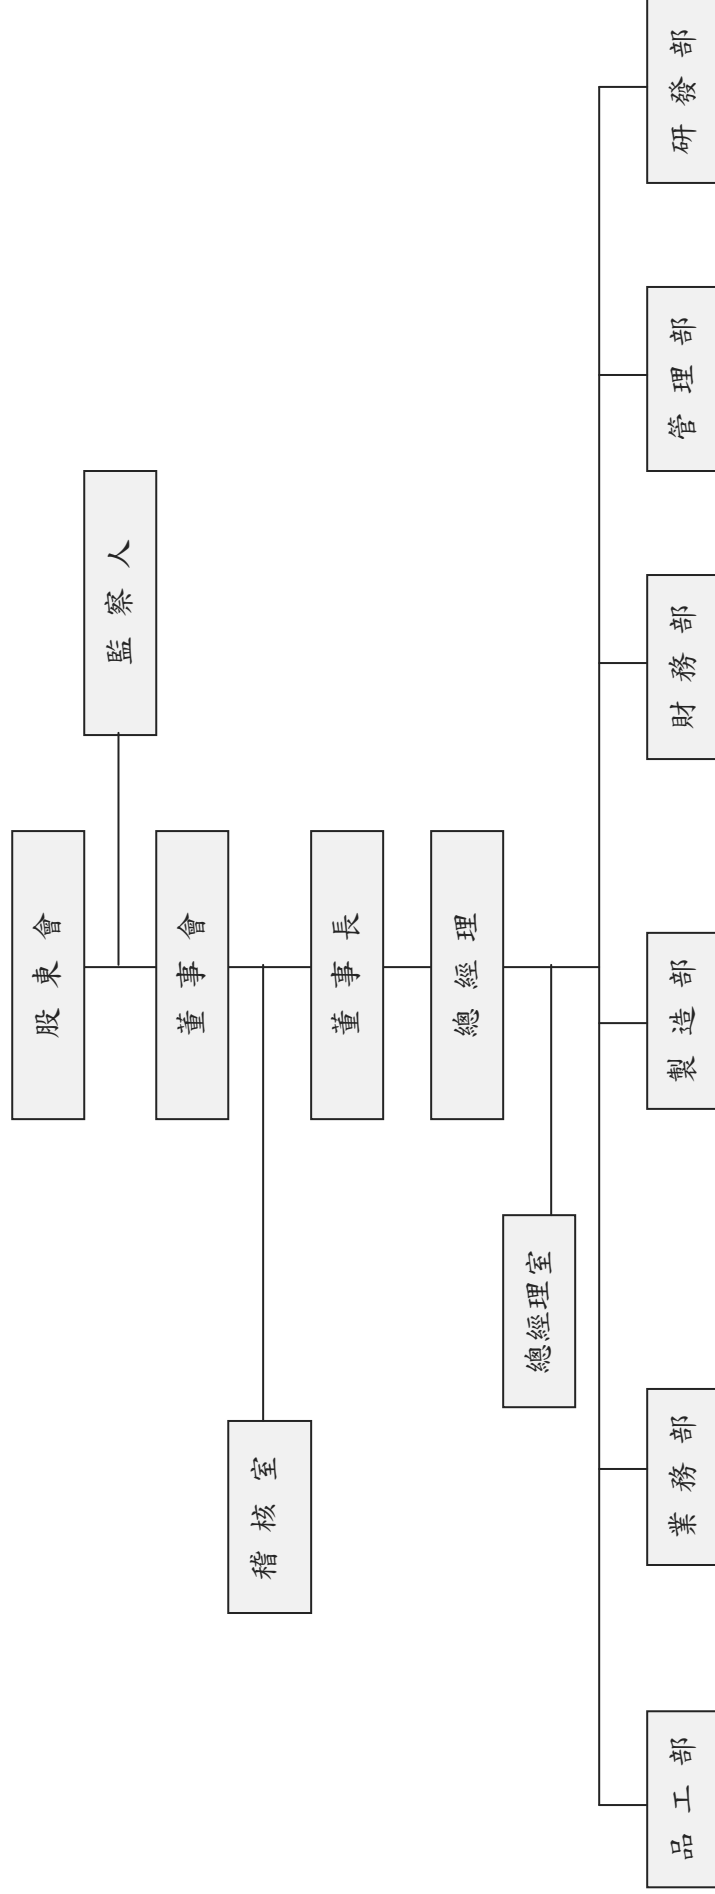 股東會
監察人
董事會
稽核室
董事長
總經理
總經理室
品工部
業務部
製造部
財務部
管理部
研發部